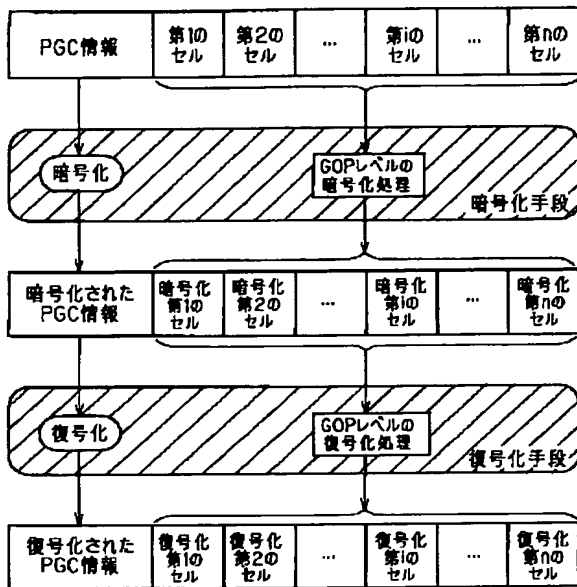 PGC情報
第1の
セル
第2の
セル
…
第iの
セル
…
第nの
セル
暗号化
GOPレベルの
暗号化処理
暗号化手段
暗号化された
PGC情報
暗号化
第1の
セル
暗号化
第2の
セル
…
暗号化
第iの
セル
…
暗号化
第nの
セル
復号化
GOPレベルの
復号化処理
復号化手段
復号化された
PGC情報
復号化
第1の
セル
復号化
第2の
セル
…
復号化
第iの
セル
…
復号化
第nの
セル